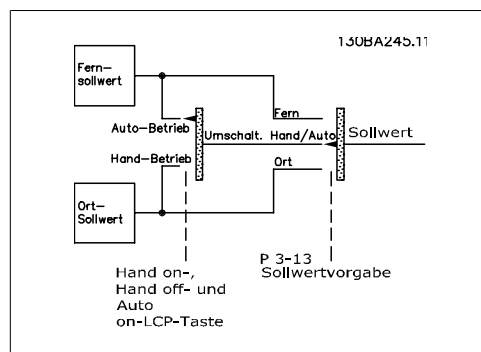 130BA245.11
Fern–
sollwert
Fern
Auto–Betrieb
Umschalt. Hand/Auto
Sollwert
Hand–Betrieb
Ort
Ort–
Sollwert
P 3-13
Sollwertvorgabe
Hand on-,
Hand off- und
Auto
on-LCP-Taste